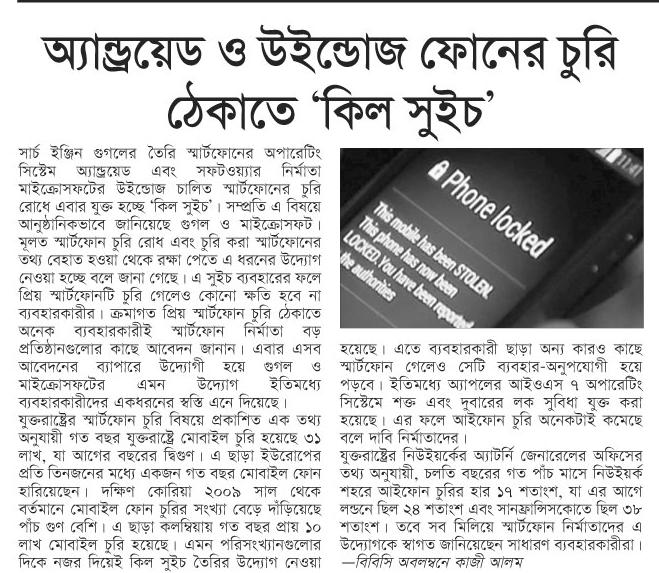 অ্যান্ড্রয়েড ও উইন্ডোজ ফোনের চুরি
ঠেকাতে ‘কিল সুইচ’
সার্চ ইঞ্জিন গুগলের তৈরি স্মার্টফোনের অপারেটিং
সিস্টেম অ্যান্ড্রয়েড এবং সফটওয়্যার নির্মাতা
মাইক্রোসফটের উইন্ডোজ চালিত স্মার্টফোনের চুরি
রোধে এবার যুক্ত হচ্ছে ‘কিল সুইচ’। সম্প্রতি এ বিষয়ে
আনুষ্ঠানিকভাবে জানিয়েছে গুগল ও মাইক্রোসফট।
মূলত স্মার্টফোন চুরি রোধ এবং চুরি করা স্মার্টফোনের
তথ্য বেহাত হওয়া থেকে রক্ষা পেতে এ ধরনের উদ্যোগ
নেওয়া হচ্ছে বলে জানা গেছে। এ সুইচ ব্যবহারের ফলে
প্রিয় স্মার্টফোনটি চুরি গেলেও কোনো ক্ষতি হবে না
ব্যবহারকারীর। ক্রমাগত প্রিয় স্মার্টফোন চুরি ঠেকাতে
অনেক ব্যবহারকারীই স্মার্টফোন নির্মাতা বড়
প্রতিষ্ঠানগুলোর কাছে আবেদন জানান। এবার এসব
আবেদনের ব্যাপারে উদ্যোগী হয়ে গুগল ও
মাইক্রোসফটের এমন উদ্যোগ ইতিমধ্যে
ব্যবহারকারীদের একধরনের স্বস্তি এনে দিয়েছে।
যুক্তরাষ্ট্রের স্মার্টফোন চুরি বিষয়ে প্রকাশিত এক তথ্য
অনুযায়ী গত বছর যুক্তরাষ্ট্রে মোবাইল চুরি হয়েছে ৩১
লাখ, যা আগের বছরের দ্বিগুণ। এ ছাড়া ইউরোপের
প্রতি তিনজনের মধ্যে একজন গত বছর মোবাইল ফোন
হারিয়েছেন। দক্ষিণ কোরিয়া ২০০৯ সাল থেকে
বর্তমানে মোবাইল ফোন চুরির সংখ্যা বেড়ে দাঁড়িয়েছে
পাঁচ গুণ বেশি। এ ছাড়া কলম্বিয়ায় গত বছর প্রায় ১০
লাখ মোবাইল চুরি হয়েছে। এমন পরিসংখ্যানগুলোর
দিকে নজর দিয়েই কিল সুইচ তৈরির উদ্যোগ নেওয়া
11:41
Phone locked
This mobile has been STOLEN.
This phone has now been
LOCKED. You have been reported
the authorities
হয়েছে। এতে ব্যবহারকারী ছাড়া অন্য কারও কাছে
স্মার্টফোন গেলেও সেটি ব্যবহার-অনুপযোগী হয়ে
পড়বে। ইতিমধ্যে অ্যাপলের আইওএস ৭ অপারেটিং
সিস্টেমে শক্ত এবং দুবারের লক সুবিধা যুক্ত করা
হয়েছে। এর ফলে আইফোন চুরি অনেকটাই কমেছে
বলে দাবি নির্মাতাদের।
যুক্তরাষ্ট্রের নিউইয়র্কের অ্যাটর্নি জেনারেলের অফিসের
তথ্য অনুযায়ী, চলতি বছরের গত পাঁচ মাসে নিউইয়র্ক
শহরে আইফোন চুরির হার ১৭ শতাংশ, যা এর আগে
লন্ডনে ছিল ২৪ শতাংশ এবং সানফ্রান্সিসকোতে ছিল ৩৮
শতাংশ। তবে সব মিলিয়ে স্মার্টফোন নির্মাতাদের এ
উদ্যোগকে স্বাগত জানিয়েছেন সাধারণ ব্যবহারকারীরা।
—বিবিসি অবলম্বনে কাজী আলম